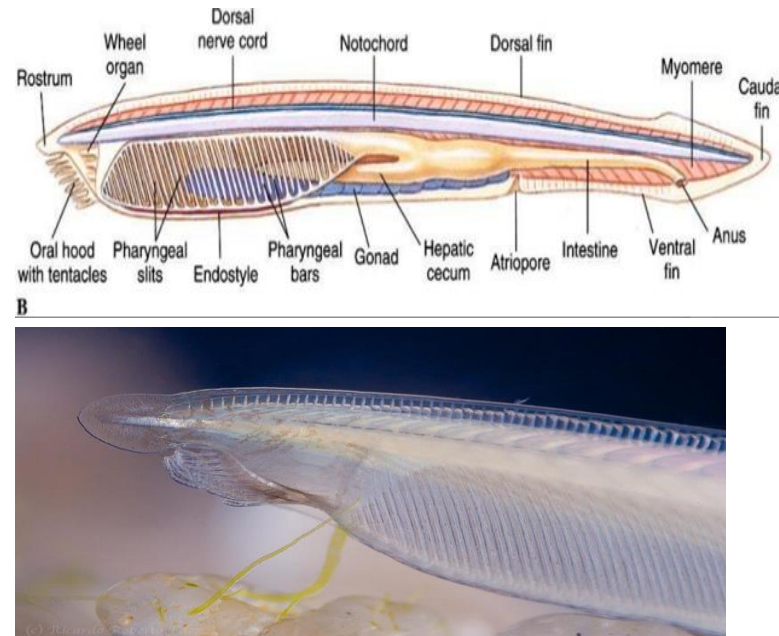 Dorsal
nerve cord
Wheel
organ
Notochord
Dorsal fin
Rostrum
Myomere
Cauda
fin
Oral hood
with tentacles
Pharyngeal
slits
Endostyle
Pharyngeal
bars
Gonad
Hepatic
cecum
Atriopore
Intestine
Ventral
fin
Anus
B